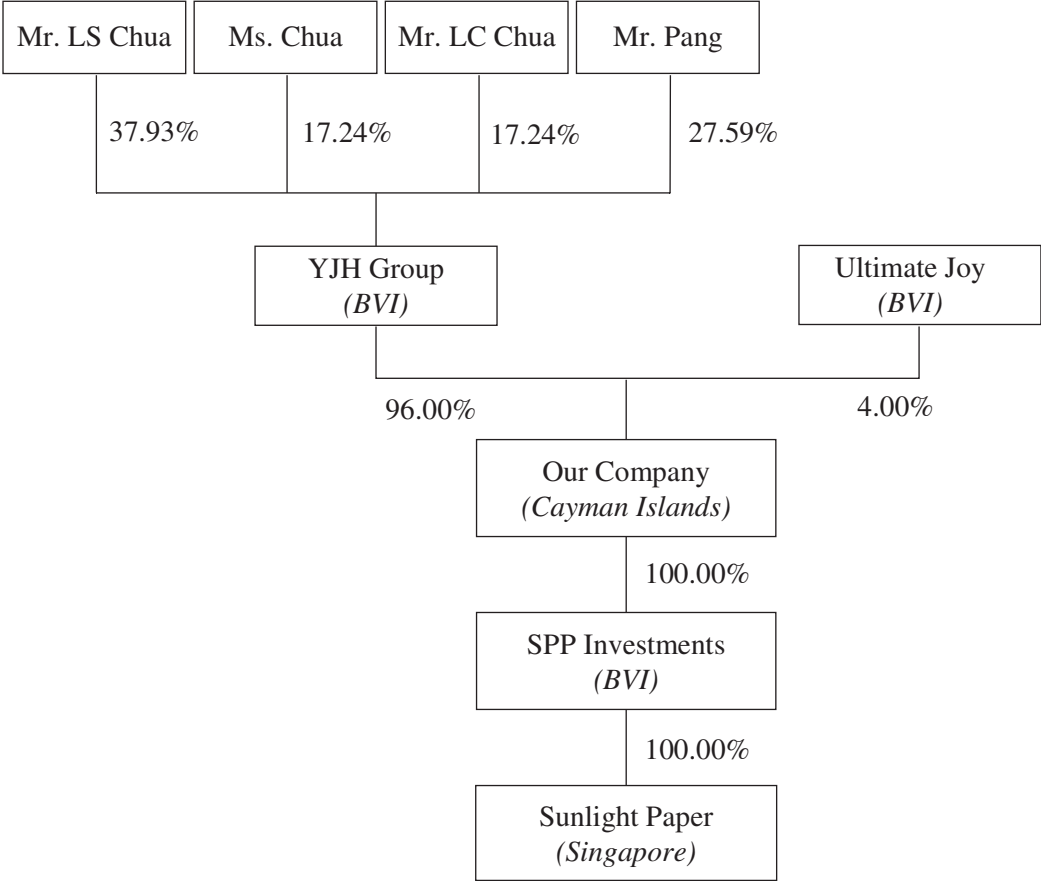 Mr. LS Chua
Ms. Chua
Mr. LC Chua
Mr. Pang
37.93%
17.24%
17.24%
27.59%
YJH Group
(BVI)
Ultimate Joy
(BVI)
96.00%
4.00%
Our Company
(Cayman Islands)
100.00%
SPP Investments
(BVI)
100.00%
Sunlight Paper
(Singapore)